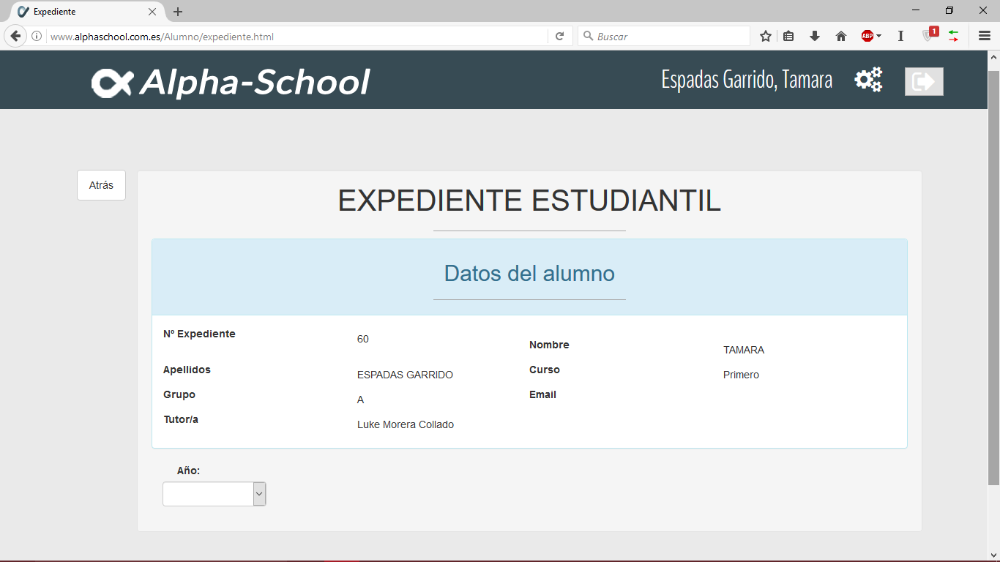 Expediente
www.alphaschool.com.es/Alumno/expediente.html
Buscar
ABP
1
Alpha-School
Espadas Garrido, Tamara
Atrás
EXPEDIENTE ESTUDIANTIL
Datos del alumno
Nº Expediente 60 Nombre TAMARA
Apellidos ESPADAS GARRIDO Curso Primero
Grupo A Email
Tutor/a Luke Morera Collado
Año: